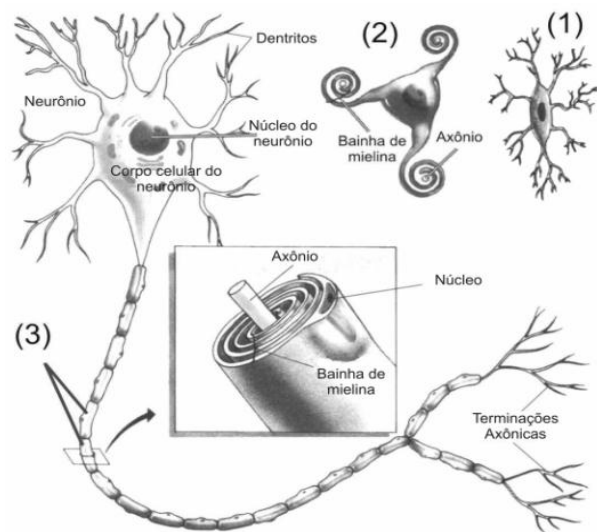 Dentritos
(2)
(1)
Neurônio
Núcleo do
neurônio
Bainha de
mielina
Axônio
Corpo celular do
neurônio
Axônio
Núcleo
(3)
Bainha de
mielina
Terminações
Axônicas